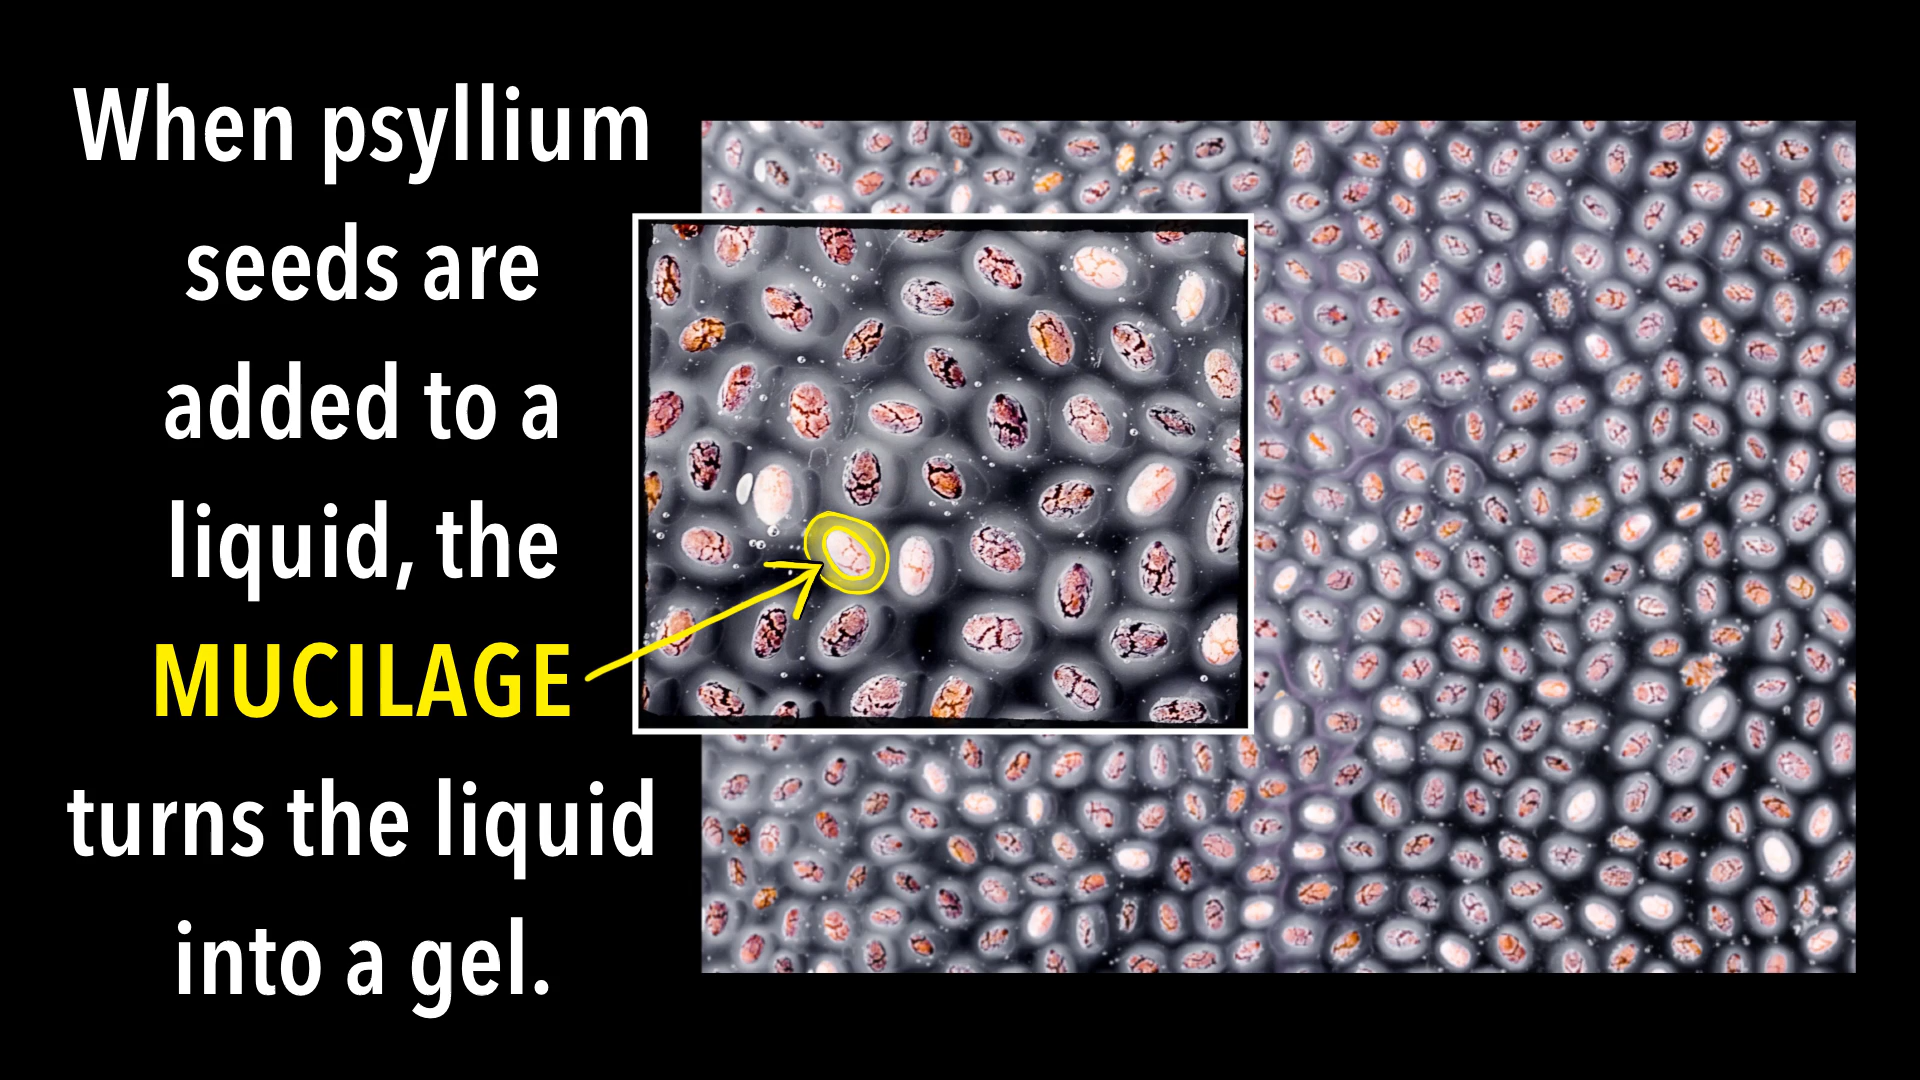 When psyllium
seeds are
added to a
liquid, the
MUCILAGE
turns the liquid
into a gel.